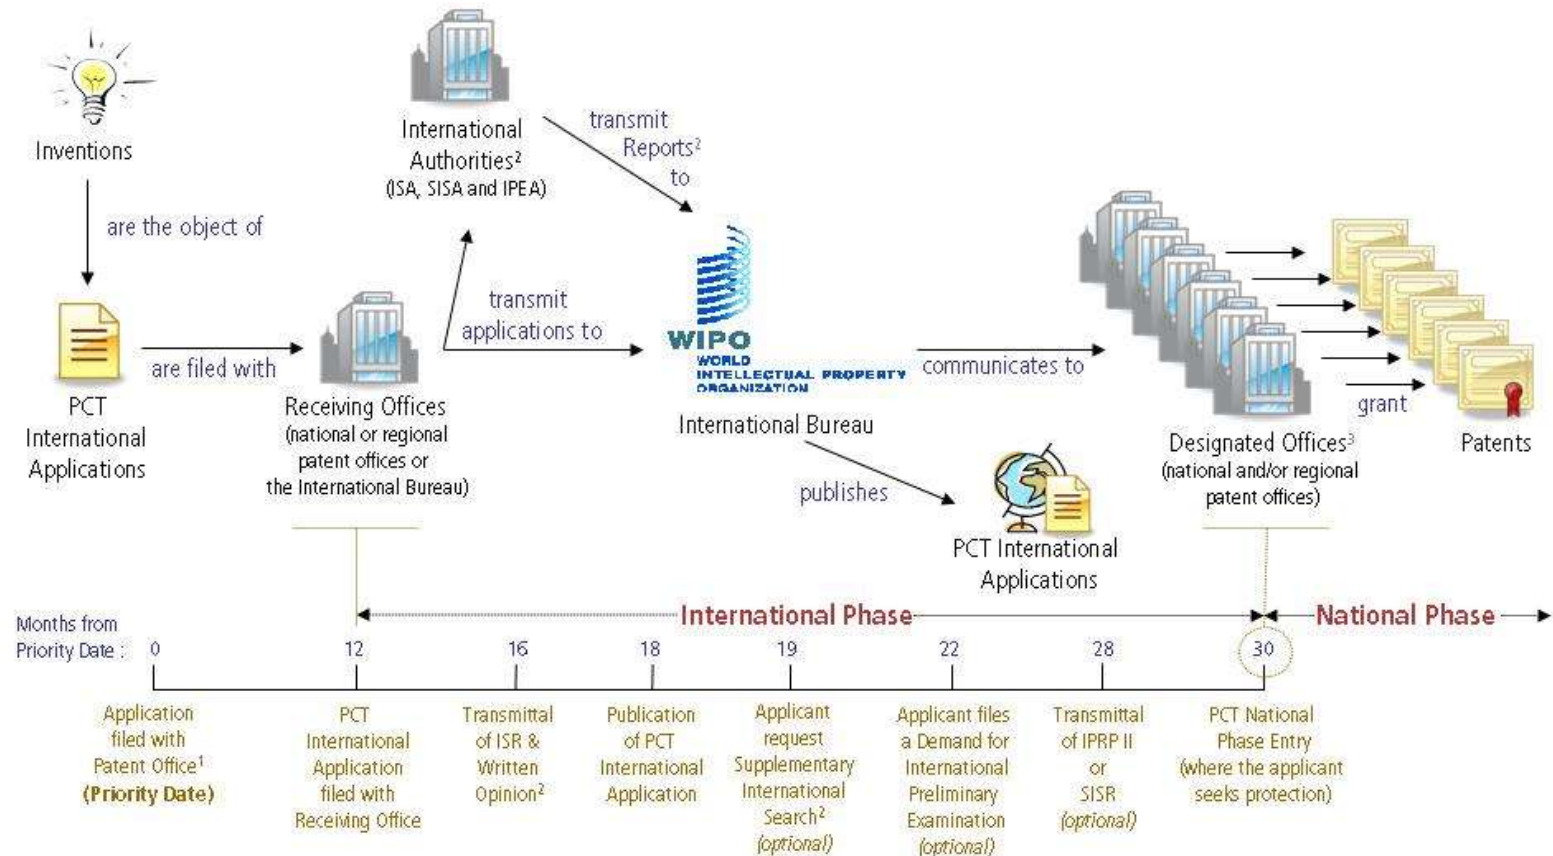 Inventions
are the object of
PCT
International
Applications
are filed with
Receiving Offices
(national or regional
patent offices or
the International Bureau)
International
Authorities²
(ISA, SISA and IPEA)
transmit
applications to
transmit
Reports²
to
WIPO
WORLD
INTELLECTUAL PROPERTY
ORGANIZATION
International Bureau
publishes
PCT International
Applications
communicates to
Designated Offices³
(national and/or regional
patent offices)
grant
Patents
International Phase
National Phase
Months from
Priority Date :
0
12
16
18
19
22
28
30
Application
filed with
Patent Office¹
(Priority Date)
PCT
International
Application
filed with
Receiving Office
Transmittal
of ISR &
Written
Opinion²
Publication
of PCT
International
Application
Applicant
request
Supplementary
International
Search²
(optional)
Applicant files
a Demand for
International
Preliminary
Examination
(optional)
Transmittal
of IPRP II
or
SISR
(optional)
PCT National
Phase Entry
(where the applicant
seeks protection)